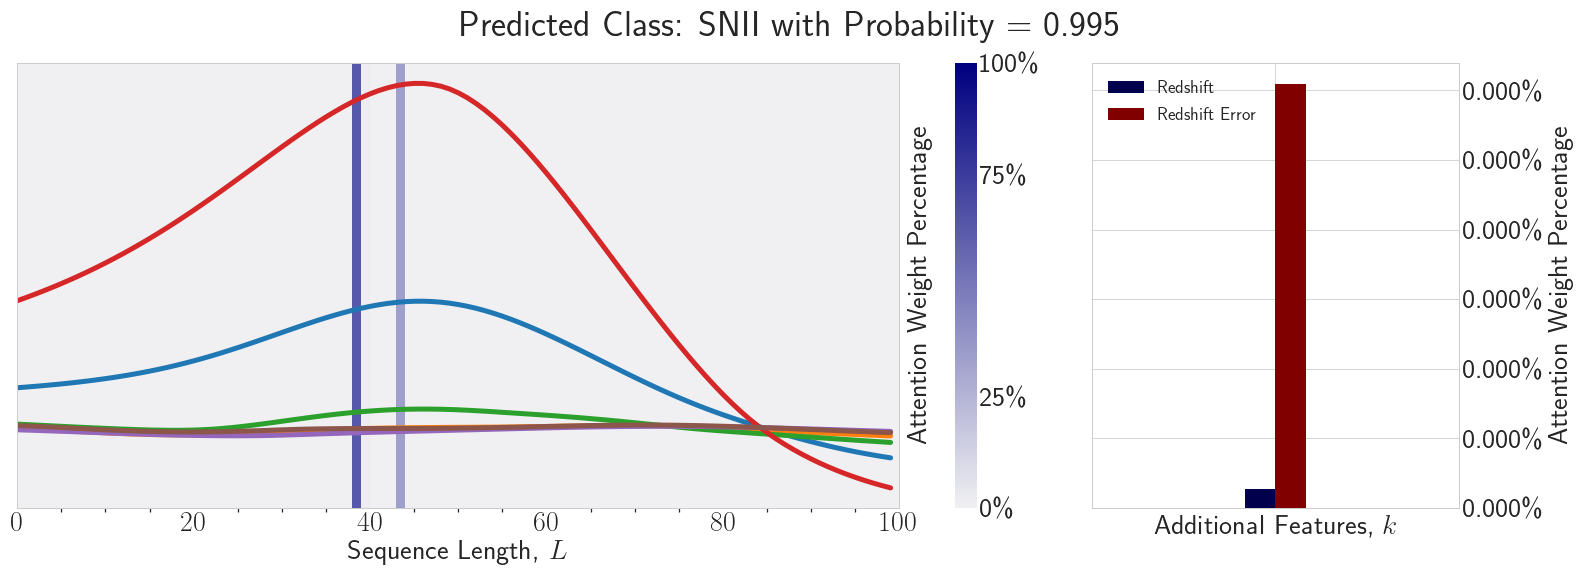 Predicted Class: SNII with Probability = 0.995
100%
75%
25%
0%
Attention Weight Percentage
0
20
40
60
80
100
Sequence Length, L
Redshift
Redshift Error
0.000%
0.000%
0.000%
0.000%
0.000%
0.000%
0.000%
Attention Weight Percentage
Additional Features, k